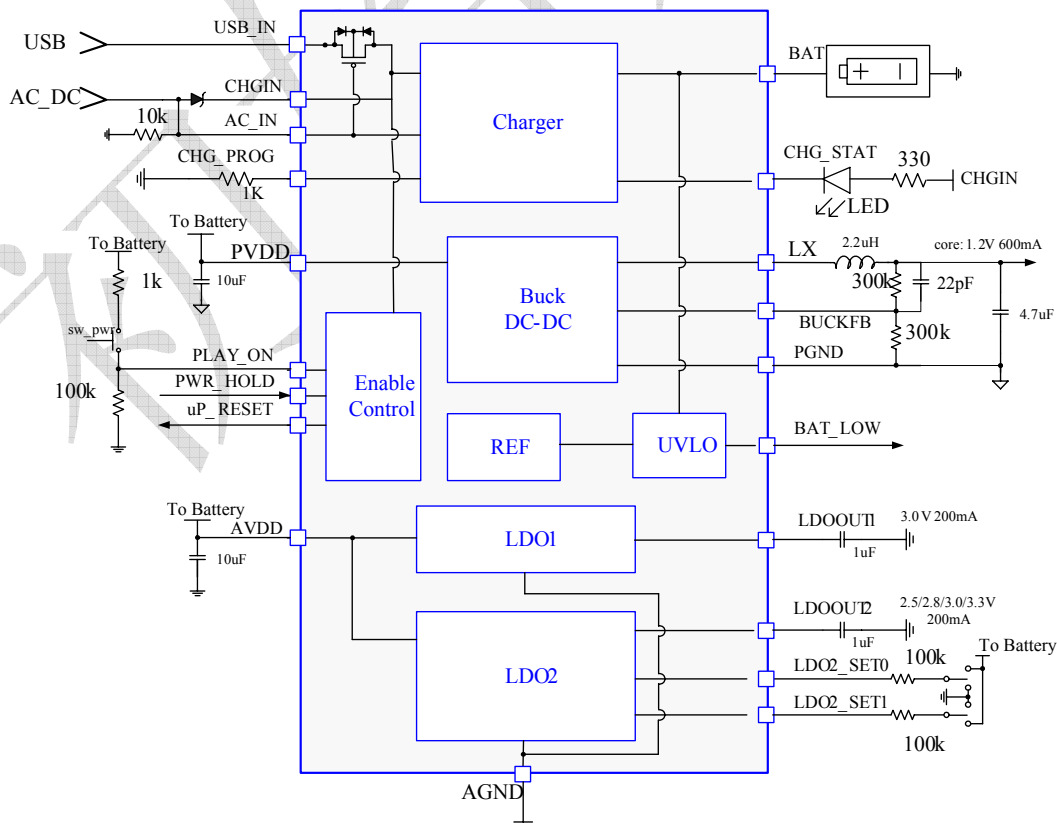 USB
USB_IN
BAT
AC_DC
CHGIN
10k
AC_IN
Charger
CHG_PROG
1K
CHG_STAT
330
CHGIN
LED
To Battery
To Battery
PVDD
10uF
1k
sw_pwr
Buck
DC-DC
LX
2.2uH
core: 1.2V 600mA
300k
22pF
4.7uF
BUCKFB
300k
PGND
PLAY_ON
PWR_HOLD
uP_RESET
100k
Enable
Control
REF
UVLO
BAT_LOW
To Battery
AVDD
10uF
LDO1
LDOOUT1
3.0V 200mA
1uF
LDO2
LDOOUT2
2.5/2.8/3.0/3.3V
200mA
1uF
To Battery
LDO2_SET0
100k
LDO2_SET1
100k
AGND